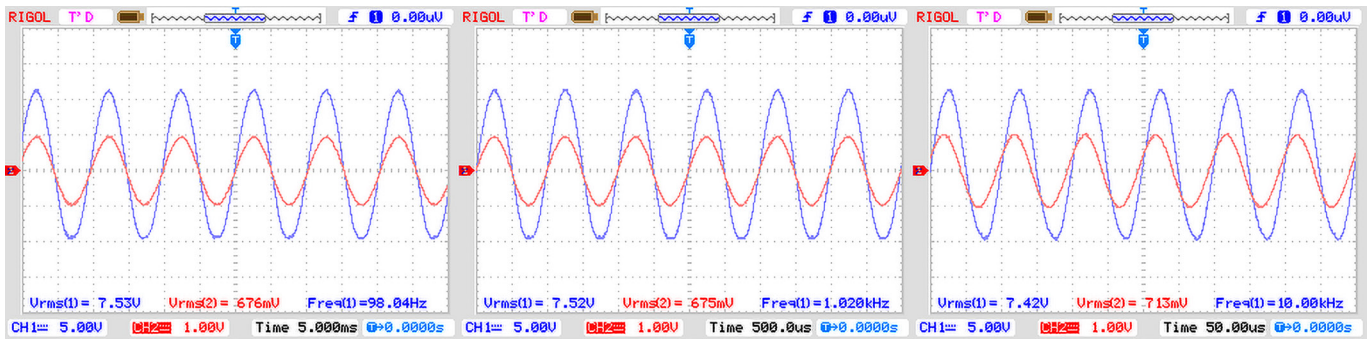 RIGOL T'D 1 0.00uV
T
Vrms(1)= 7.53V Vrms(2)= 676mV Freq(1)=98.04Hz
CH1 5.00V CH2 1.00V Time 5.000ms T→0.0000s
RIGOL T'D 1 0.00uV
T
Vrms(1)= 7.52V Vrms(2)= 675mV Freq(1)=1.020kHz
CH1 5.00V CH2 1.00V Time 500.0us T→0.0000s
RIGOL T'D 1 0.00uV
T
Vrms(1)= 7.42V Vrms(2)= 713mV Freq(1)=10.00kHz
CH1 5.00V CH2 1.00V Time 50.00us T→0.0000s